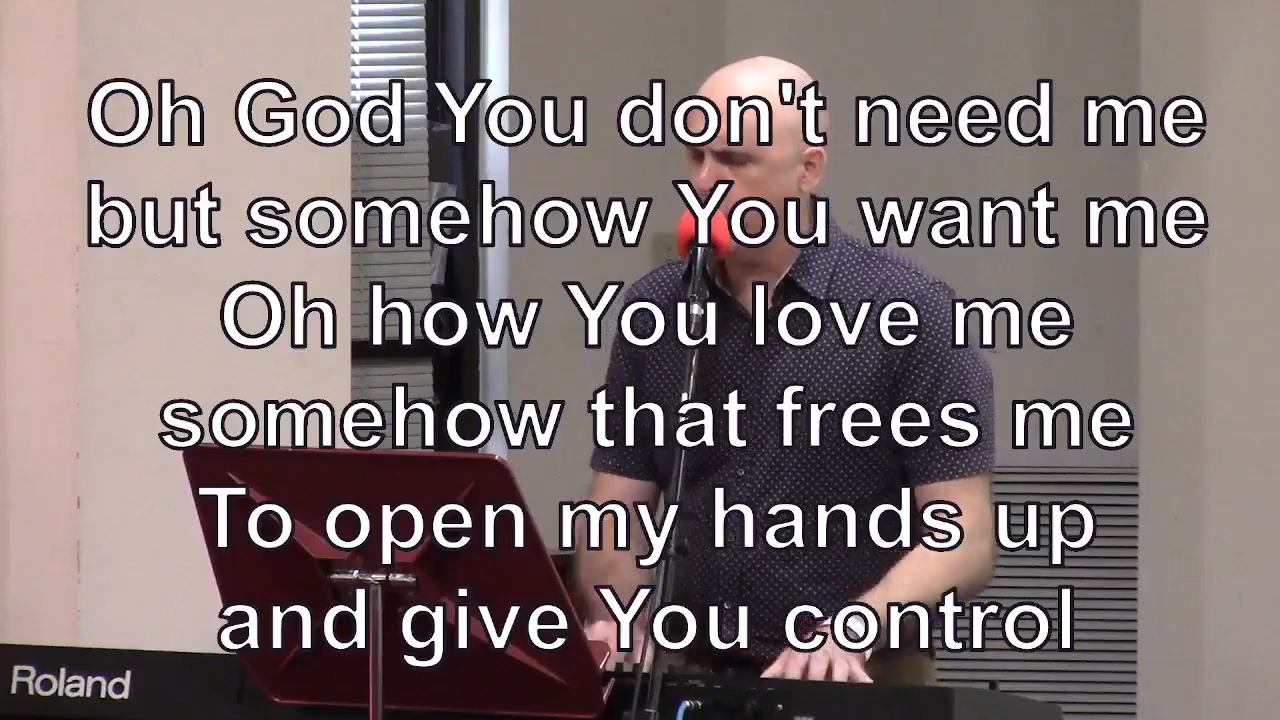 Oh God You don't need me
but somehow You want me
Oh how You love me
somehow that frees me
To open my hands up
and give You control
Roland